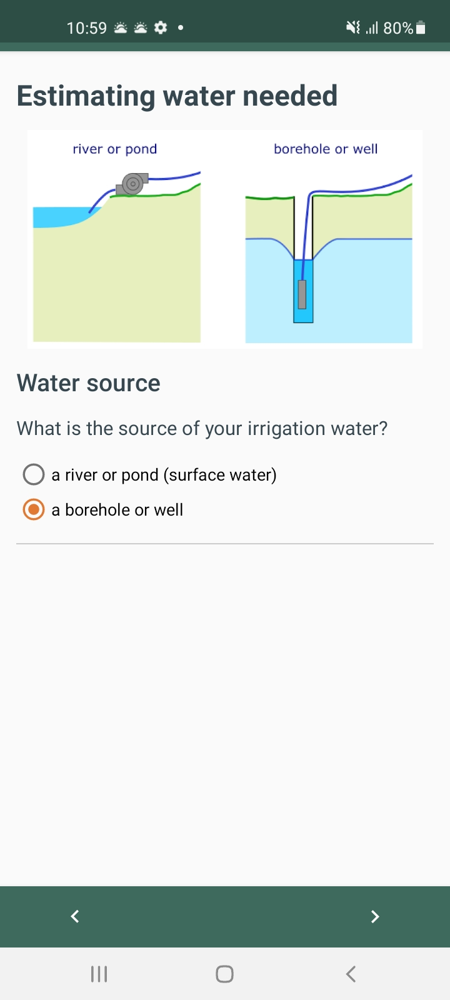 10:59 80%
Estimating water needed
river or pond borehole or well
Water source
What is the source of your irrigation water?
a river or pond (surface water)
a borehole or well